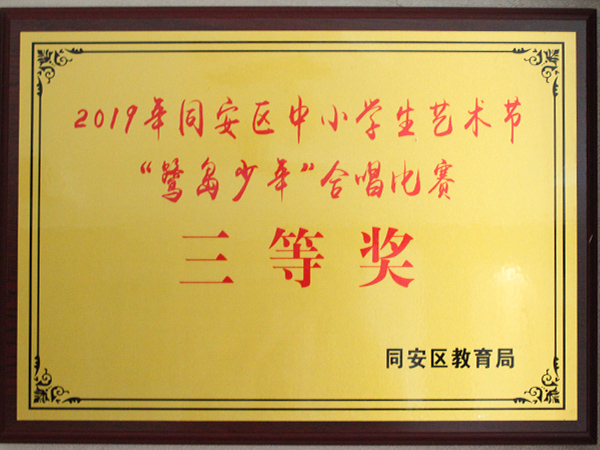 2019年同安区中小学生艺术节
“鹭岛少年”合唱比赛
三等奖
同安区教育局